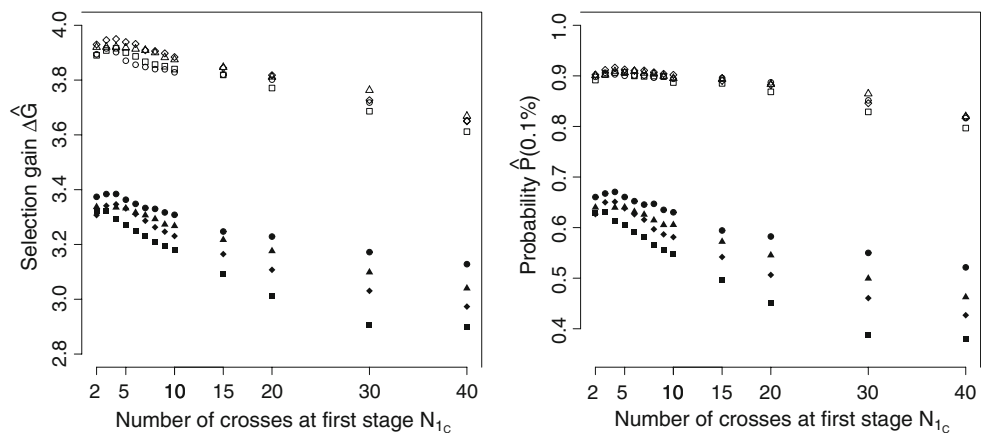 Selection gain ΔĜ
4.0
3.8
3.6
3.4
3.2
3.0
2.8
2 5 10 15 20 30 40
Number of crosses at first stage N1C
Probability P̂(0.1%)
1.0
0.9
0.8
0.7
0.6
0.5
0.4
2 5 10 15 20 30 40
Number of crosses at first stage N1C